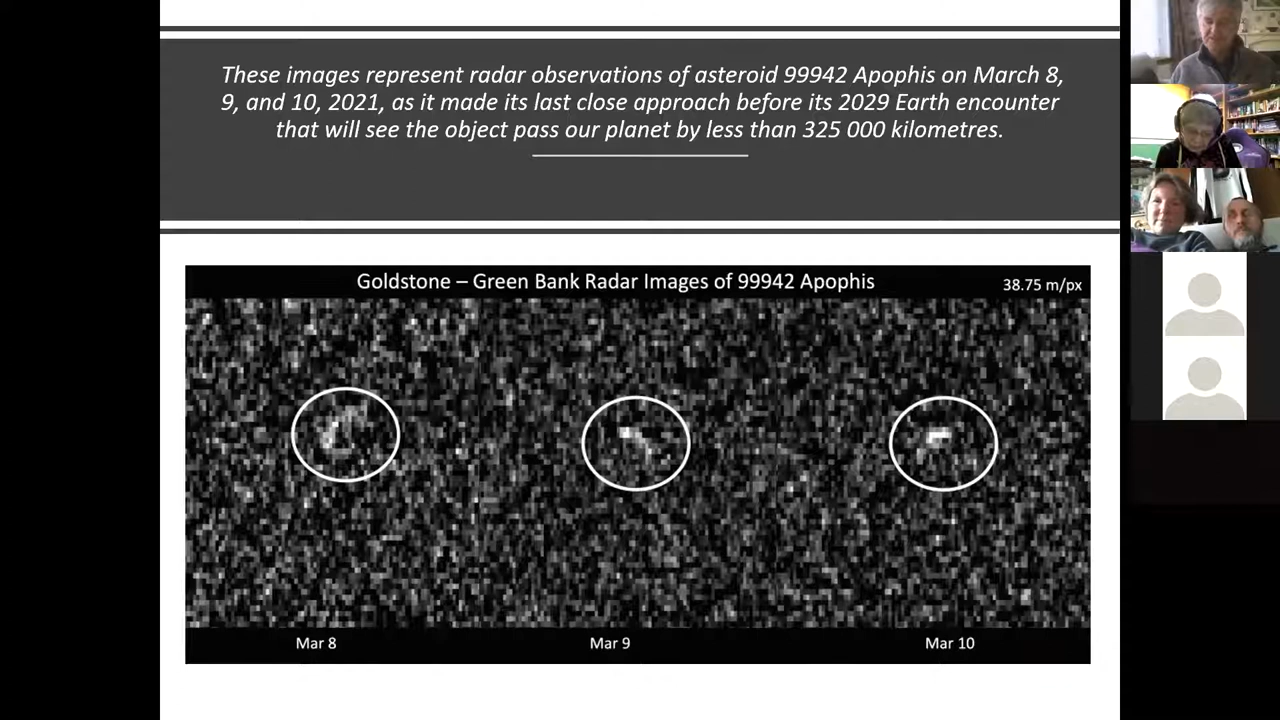 These images represent radar observations of asteroid 99942 Apophis on March 8,
9, and 10, 2021, as it made its last close approach before its 2029 Earth encounter
that will see the object pass our planet by less than 325 000 kilometres.
Goldstone – Green Bank Radar Images of 99942 Apophis
38.75 m/px
Mar 8
Mar 9
Mar 10